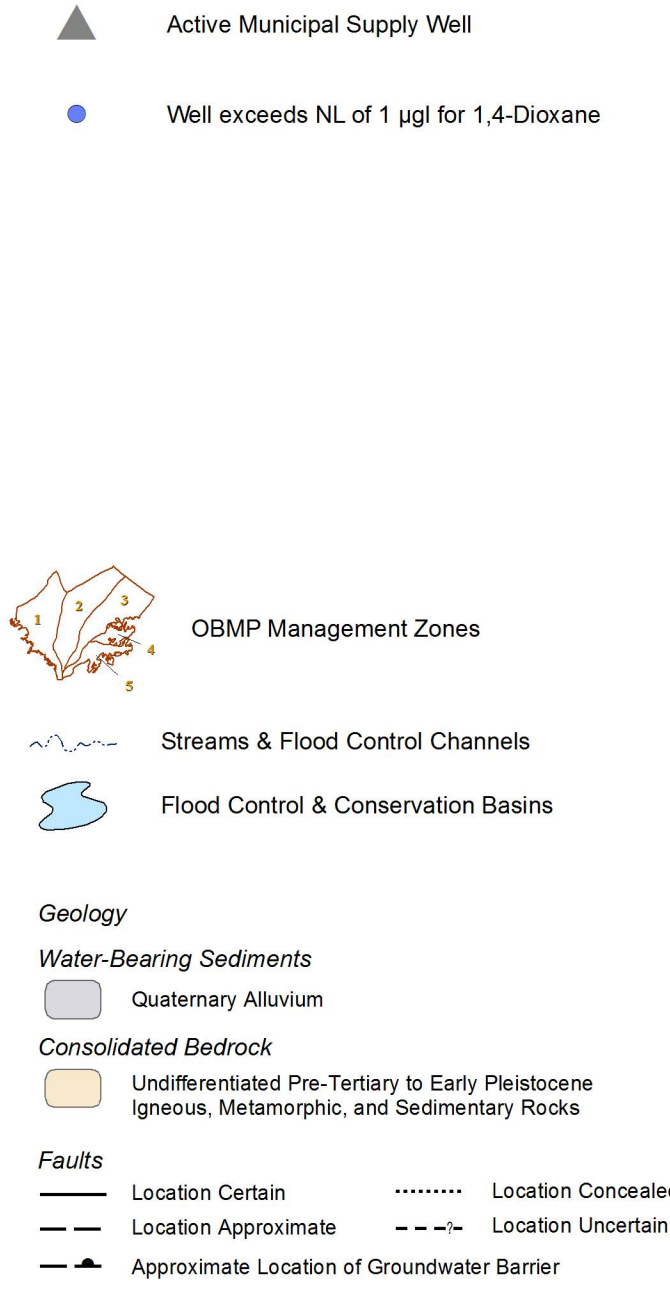 Active Municipal Supply Well
Well exceeds NL of 1 µgl for 1,4-Dioxane
1
2
3
4
5
OBMP Management Zones
Streams & Flood Control Channels
Flood Control & Conservation Basins
Geology
Water-Bearing Sediments
Quaternary Alluvium
Consolidated Bedrock
Undifferentiated Pre-Tertiary to Early Pleistocene
Igneous, Metamorphic, and Sedimentary Rocks
Faults
Location Certain
Location Concealed
Location Approximate
?
Location Uncertain
Approximate Location of Groundwater Barrier